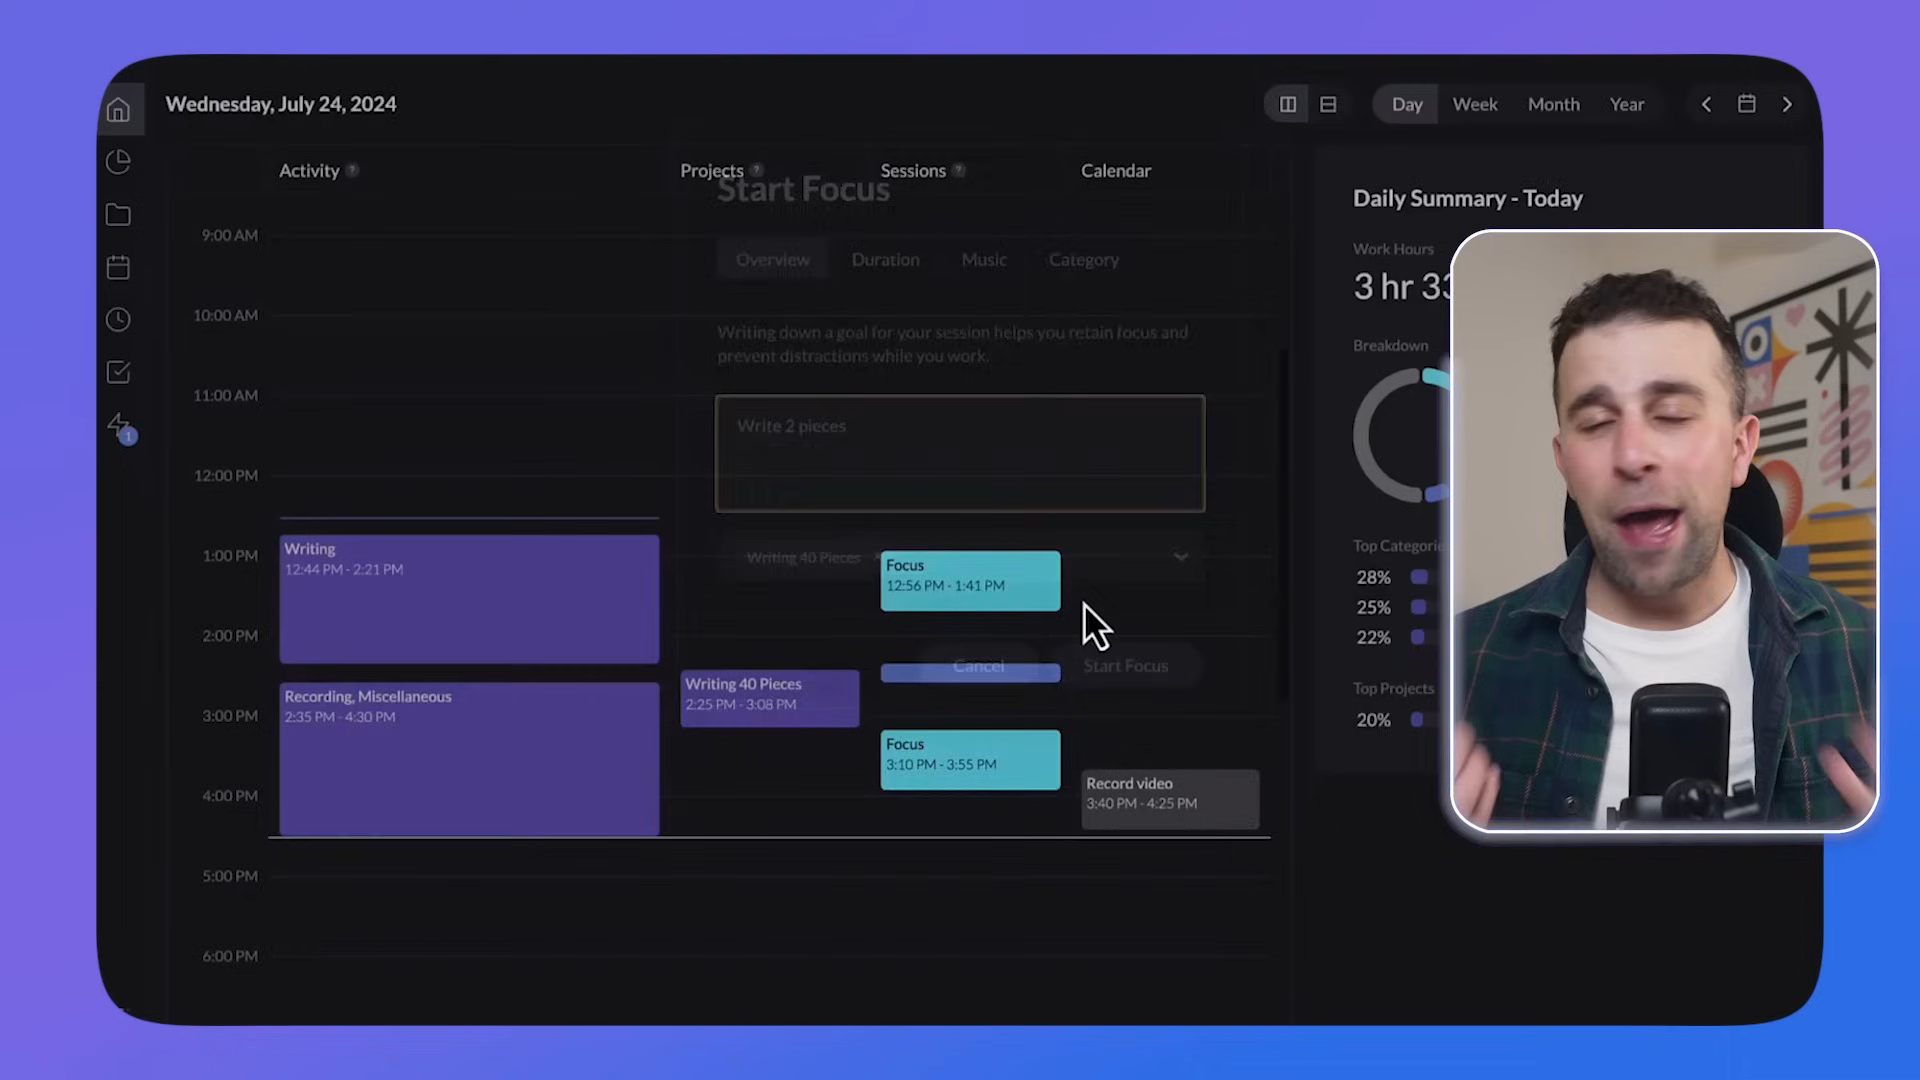 Wednesday, July 24, 2024
Day Week Month Year
Activity ? Projects ? Sessions ? Calendar
Start Focus
Overview Duration Music Category
Writing down a goal for your session helps you retain focus and
prevent distractions while you work.
Write 2 pieces
Writing 40 Pieces
Cancel Start Focus
9:00 AM
10:00 AM
11:00 AM
12:00 PM
1:00 PM
2:00 PM
3:00 PM
4:00 PM
5:00 PM
6:00 PM
Writing
12:44 PM - 2:21 PM
Recording, Miscellaneous
2:35 PM - 4:30 PM
Writing 40 Pieces
2:25 PM - 3:08 PM
Focus
12:56 PM - 1:41 PM
Focus
3:10 PM - 3:55 PM
Record video
3:40 PM - 4:25 PM
1
Daily Summary - Today
Work Hours
3 hr 33
Breakdown
Top Categorie
28%
25%
22%
Top Projects
20%